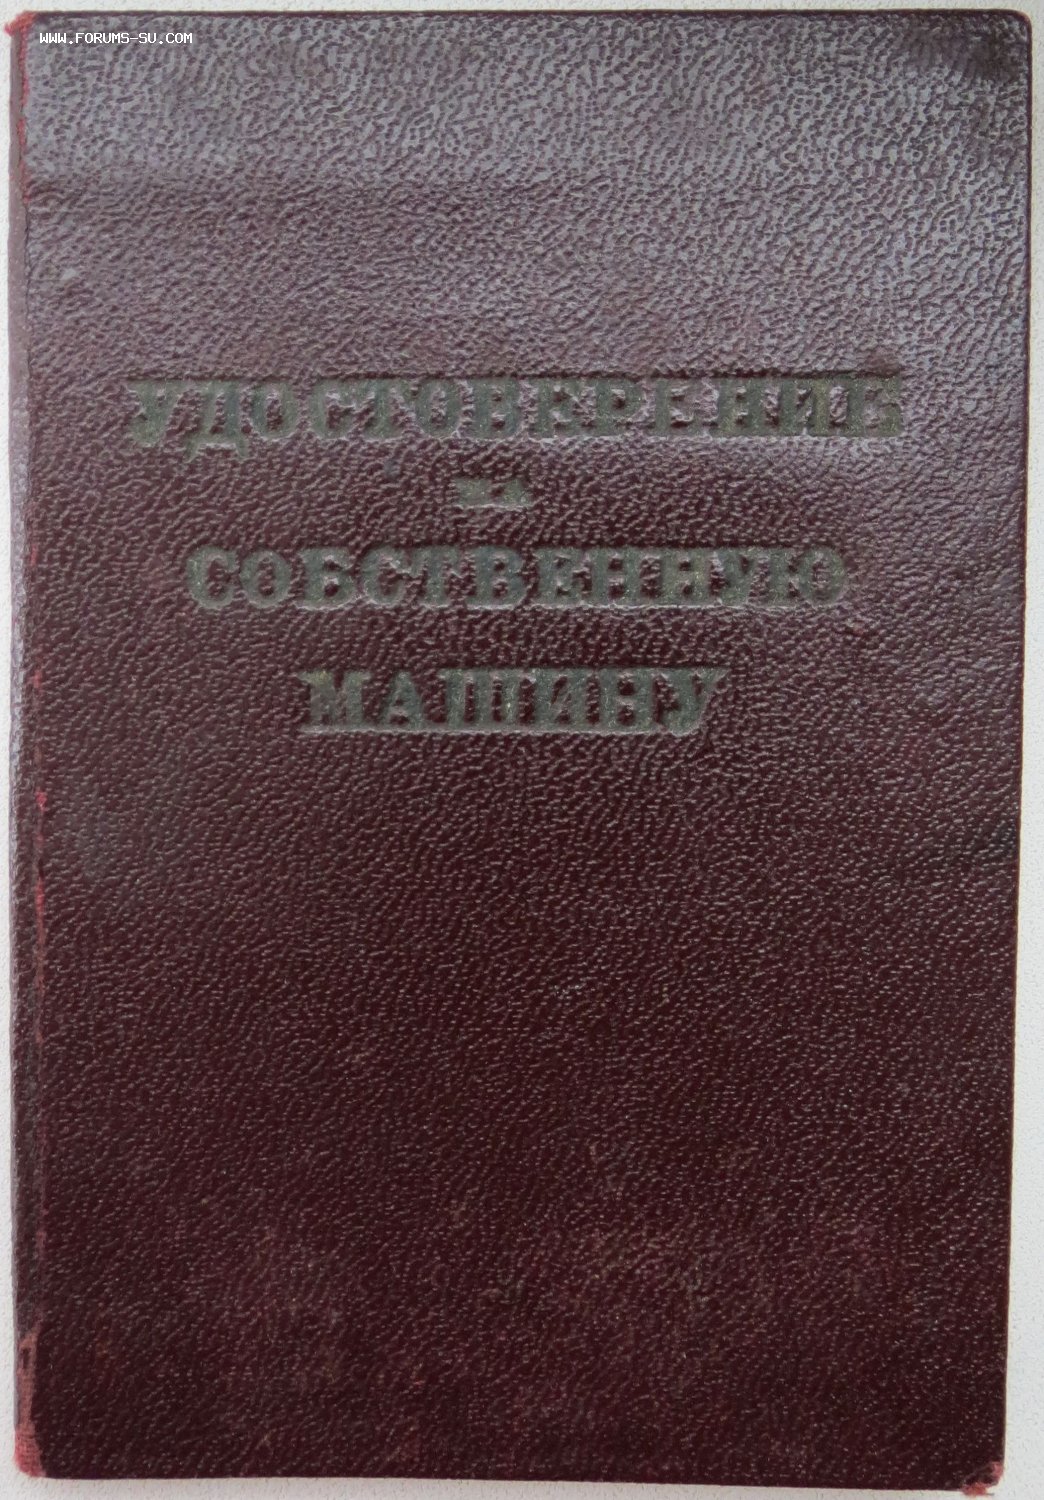 WWW.FORUMS-SU.COM
УДОСТОВЕРЕНИЕ
НА
СОБСТВЕННУЮ
МАШИНУ